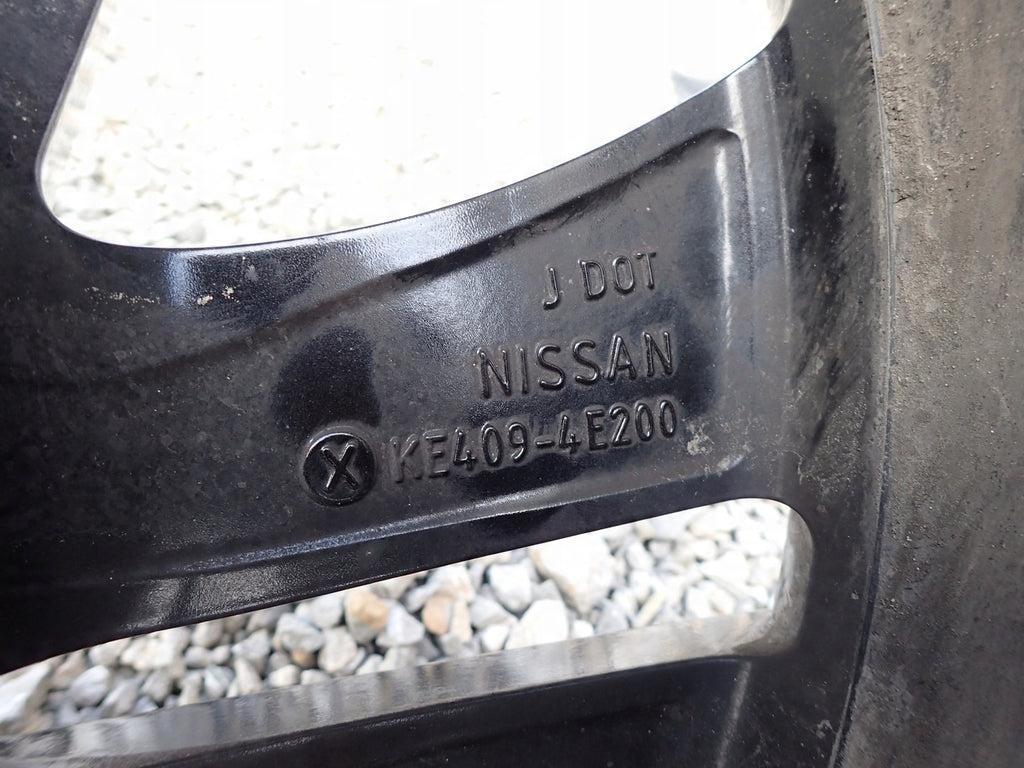 J DOT
NISSAN
X KE409-4E200